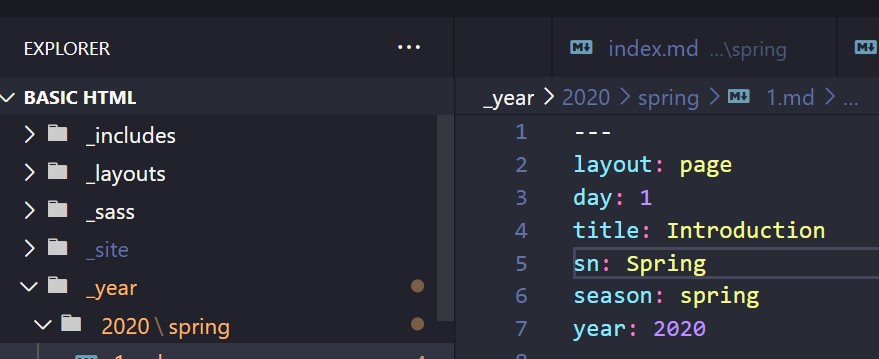 EXPLORER ...
BASIC HTML
_includes
_layouts
_sass
_site
_year
2020 \ spring
index.md ...\spring
_year > 2020 > spring > 1.md > ...
1 ---
2 layout: page
3 day: 1
4 title: Introduction
5 sn: Spring
6 season: spring
7 year: 2020